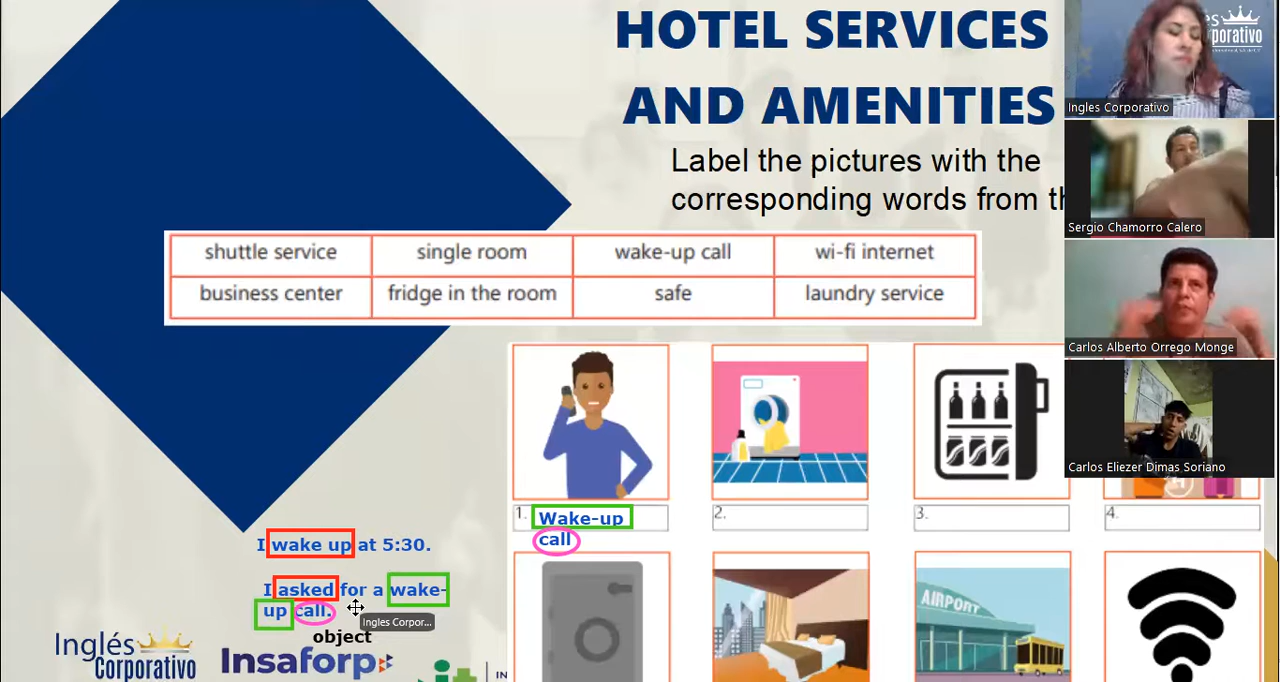 HOTEL SERVICES
AND AMENITIES
Label the pictures with the
corresponding words from
shuttle service
single room
wake-up call
wi-fi internet
business center
fridge in the room
safe
laundry service
1. Wake-up
call
2.
3.
4.
AIRPORT
I wake up at 5:30.
I asked for a wake-
up call.
object
Ingles Corpor...
Inglés
Corporativo
Insaforp
IN
Ingles Corporativo
Sergio Chamorro Calero
Carlos Alberto Orrego Monge
Carlos Eliezer Dimas Soriano